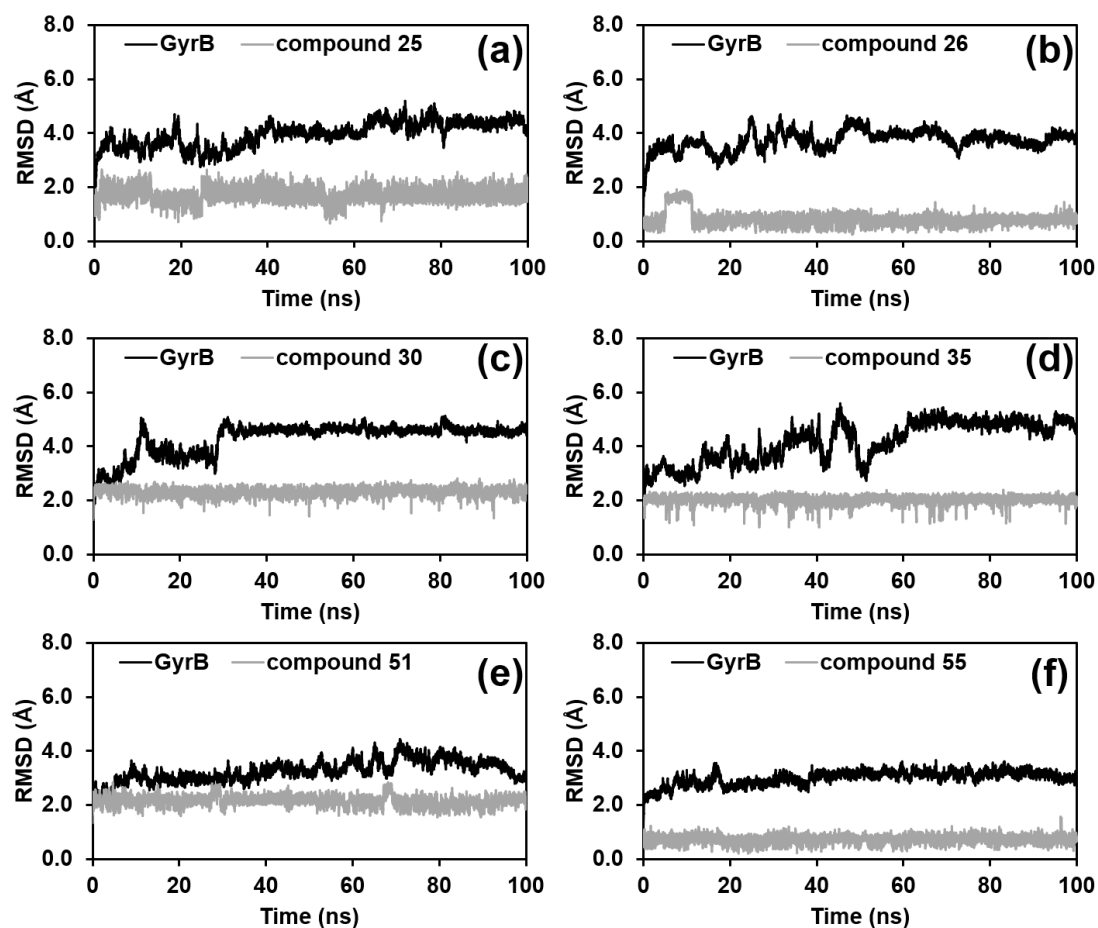 8.0
GyrB compound 25 (a)
6.0
4.0
2.0
0.0
RMSD (Å)
0 20 40 60 80 100
Time (ns)
8.0
GyrB compound 26 (b)
6.0
4.0
2.0
0.0
RMSD (Å)
0 20 40 60 80 100
Time (ns)
8.0
GyrB compound 30 (c)
6.0
4.0
2.0
0.0
RMSD (Å)
0 20 40 60 80 100
Time (ns)
8.0
GyrB compound 35 (d)
6.0
4.0
2.0
0.0
RMSD (Å)
0 20 40 60 80 100
Time (ns)
8.0
GyrB compound 51 (e)
6.0
4.0
2.0
0.0
RMSD (Å)
0 20 40 60 80 100
Time (ns)
8.0
GyrB compound 55 (f)
6.0
4.0
2.0
0.0
RMSD (Å)
0 20 40 60 80 100
Time (ns)